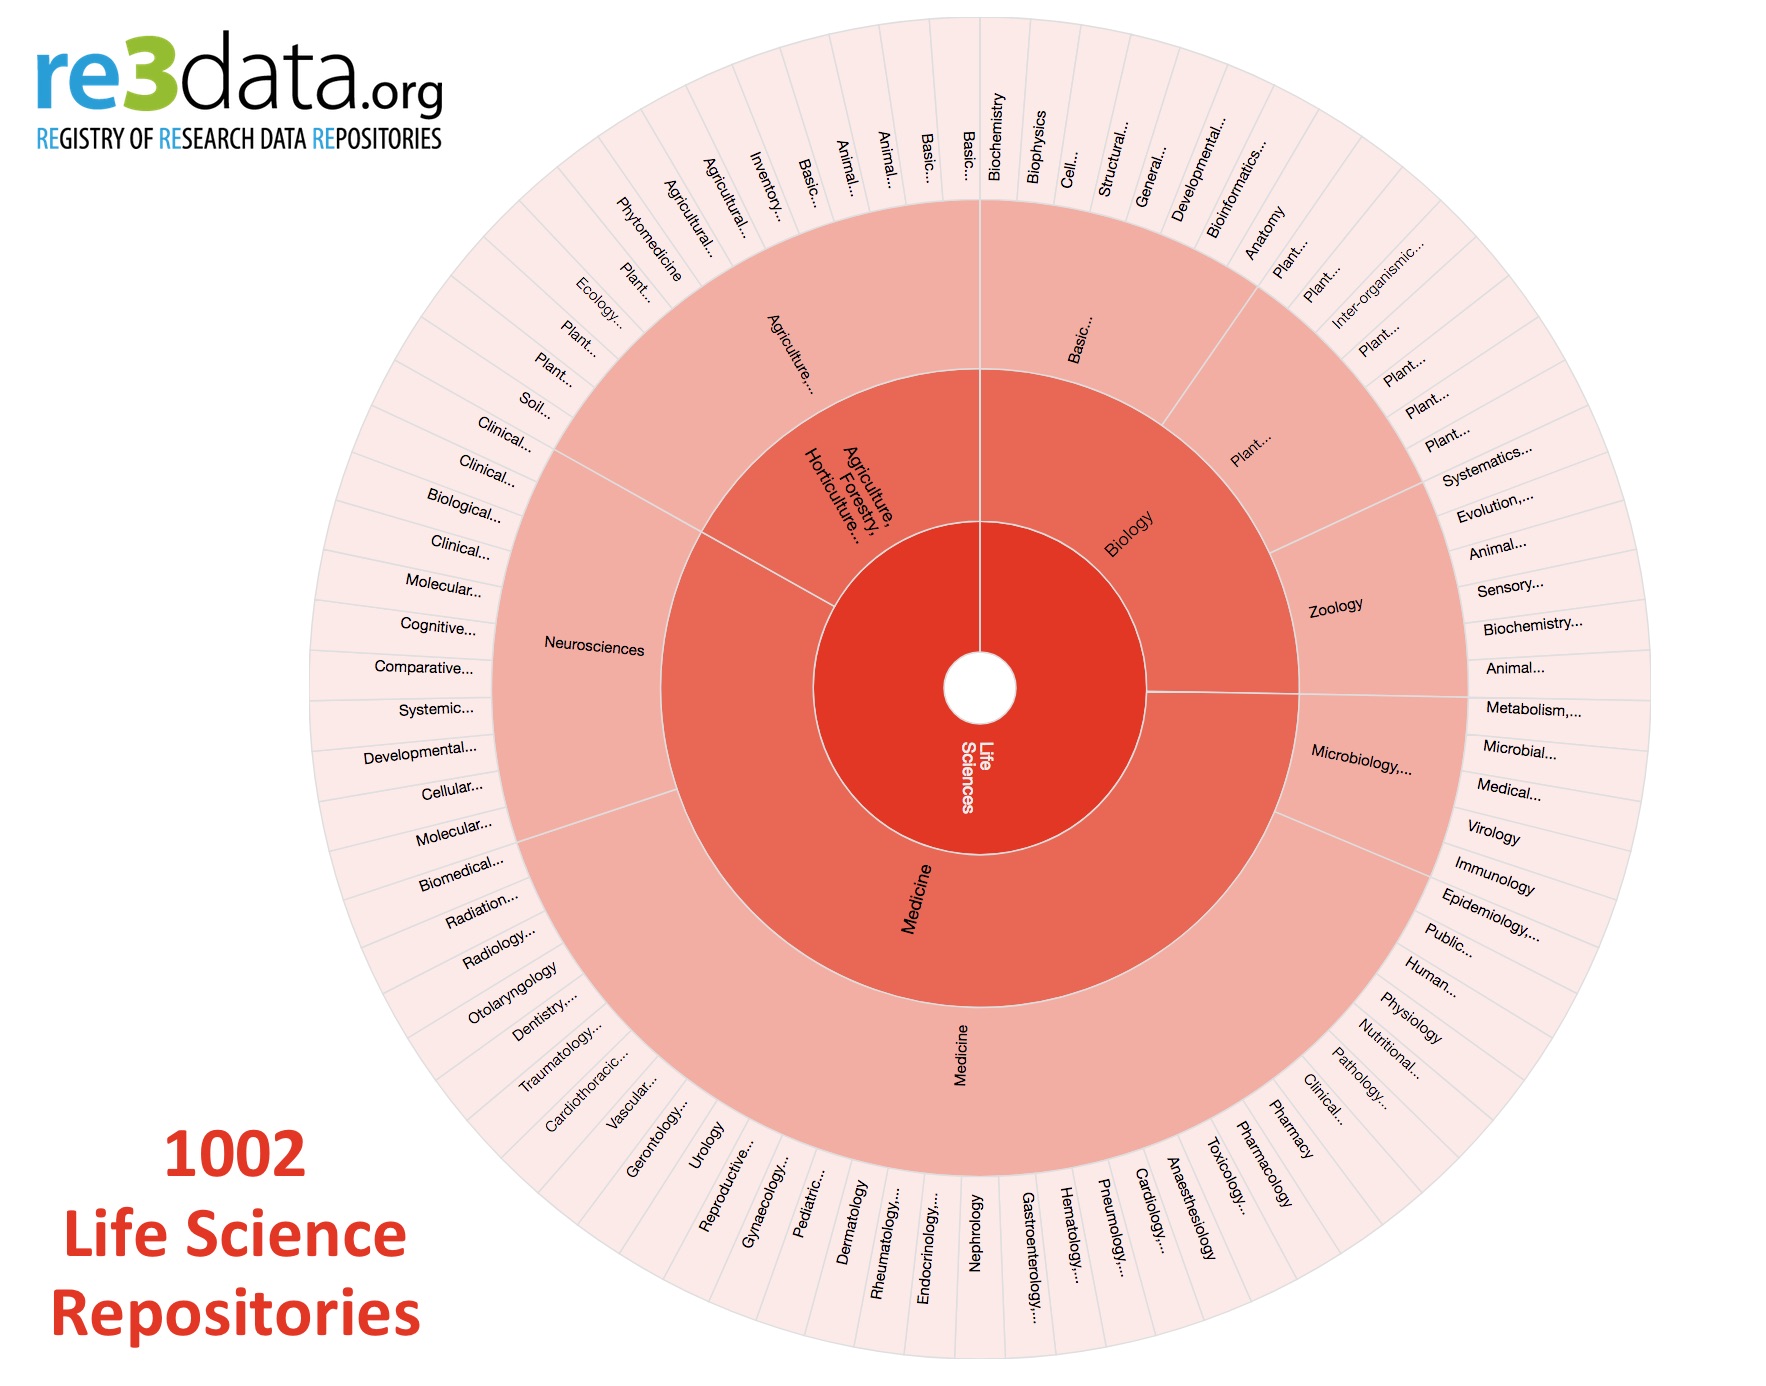 re3data.org
REGISTRY OF RESEARCH DATA REPOSITORIES
1002
Life Science
Repositories
Life
Sciences
Biology
Medicine
Agriculture,
Forestry,
Horticulture...
Basic...
Plant...
Zoology
Microbiology,...
Medicine
Neurosciences
Agriculture,...
Biochemistry
Biophysics
Cell...
Structural...
General...
Developmental...
Bioinformatics...
Anatomy
Plant...
Plant...
Inter-organismic...
Plant...
Plant...
Plant...
Plant...
Systematics...
Evolution,...
Animal...
Sensory...
Biochemistry...
Animal...
Metabolism,...
Microbial...
Medical...
Virology
Immunology
Epidemiology,...
Public...
Human...
Physiology
Nutritional...
Pathology...
Clinical...
Pharmacy
Pharmacology
Toxicology...
Anaesthesiology
Cardiology,...
Pneumology,...
Hematology,...
Gastroenterology,...
Nephrology
Endocrinology,...
Rheumatology,...
Dermatology
Pediatric...
Gynaecology...
Reproductive...
Urology
Gerontology...
Vascular...
Cardiothoracic...
Traumatology...
Dentistry,...
Otolaryngology
Radiology...
Radiation...
Biomedical...
Molecular...
Cellular...
Developmental...
Systemic...
Comparative...
Cognitive...
Molecular...
Clinical...
Biological...
Clinical...
Clinical...
Soil...
Plant...
Plant...
Ecology...
Plant...
Phytomedicine
Agricultural...
Agricultural...
Inventory...
Basic...
Animal...
Animal...
Basic...
Basic...